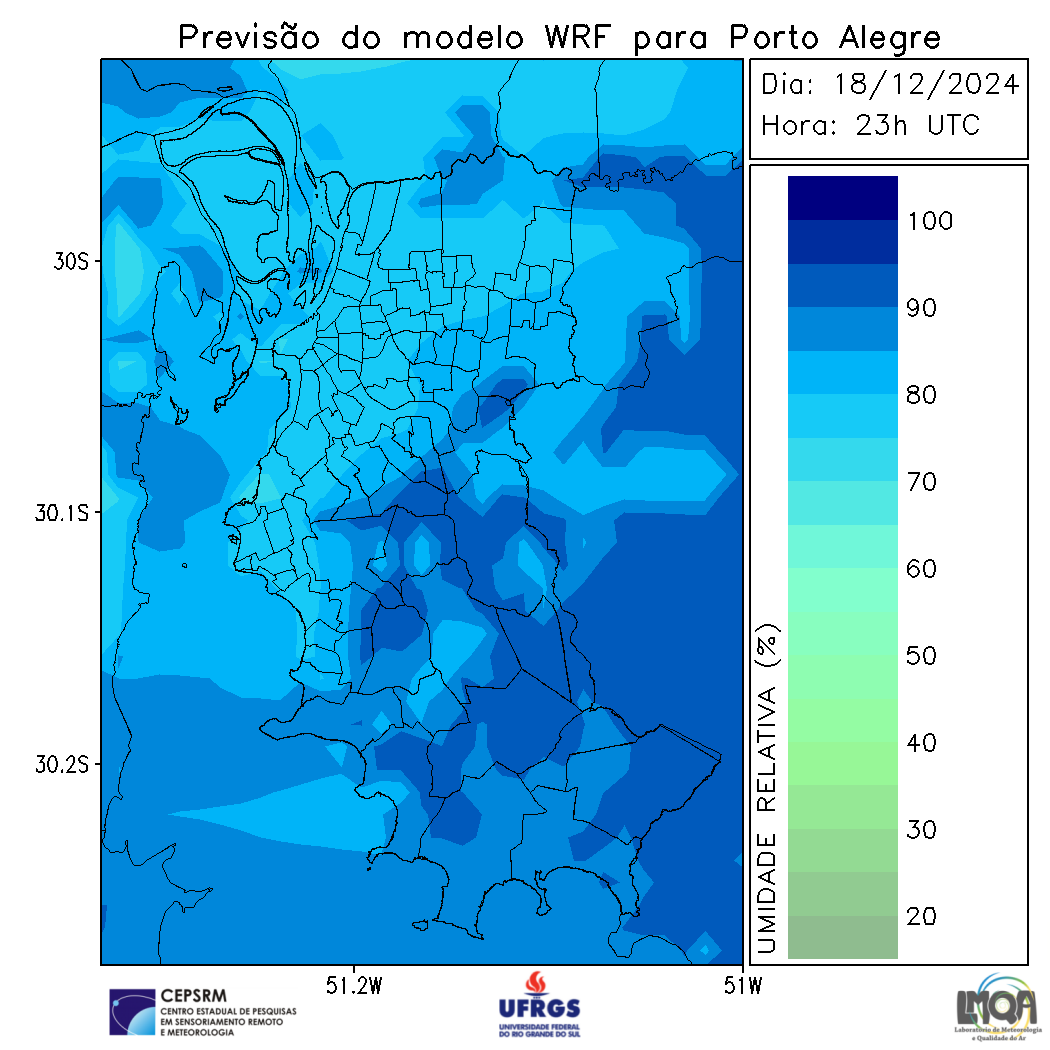 Previsão do modelo WRF para Porto Alegre
Dia: 18/12/2024
Hora: 23h UTC
30S
30.1S
30.2S
51.2W
51W
UMIDADE RELATIVA (%)
100
90
80
70
60
50
40
30
20
CEPSRM
CENTRO ESTADUAL DE PESQUISAS
EM SENSORIAMENTO REMOTO
E METEOROLOGIA
UFRGS
UNIVERSIDADE FEDERAL
DO RIO GRANDE DO SUL
LMQA
Laboratório de Meteorologia
e Qualidade do Ar